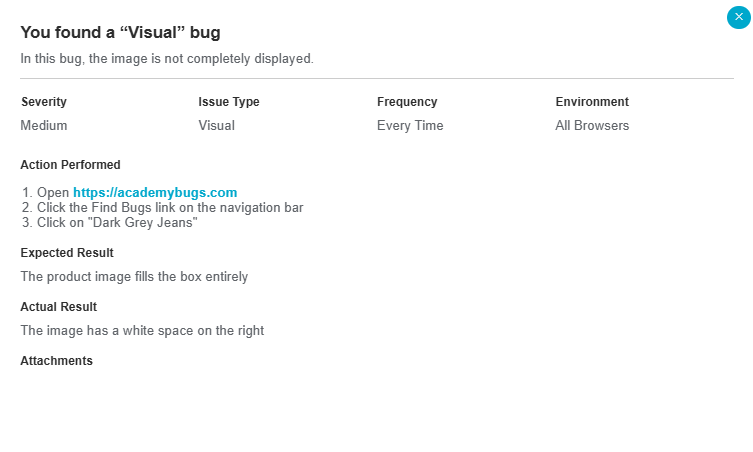 You found a “Visual” bug
In this bug, the image is not completely displayed.
Severity
Issue Type
Frequency
Environment
Medium
Visual
Every Time
All Browsers
Action Performed
1. Open https://academybugs.com
2. Click the Find Bugs link on the navigation bar
3. Click on "Dark Grey Jeans"
Expected Result
The product image fills the box entirely
Actual Result
The image has a white space on the right
Attachments